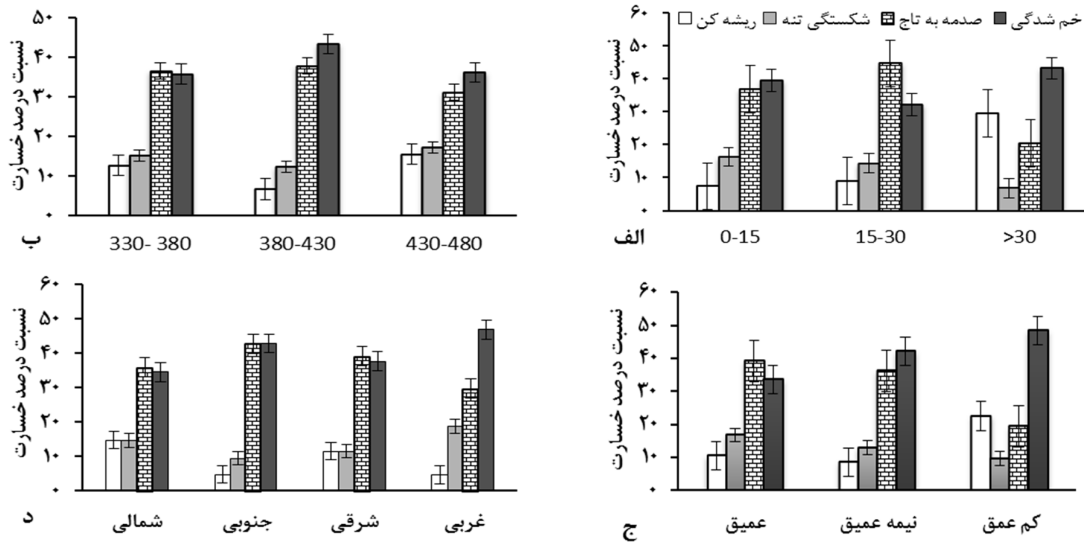 ریشه کن
شکستگی تنه
صدمه به تاج
خم شدگی
نسبت درصد خسارت
۶۰
۵۰
۴۰
۳۰
۲۰
۱۰
۰
0-15
15-30
>30
الف
نسبت درصد خسارت
۵۰
۴۰
۳۰
۲۰
۱۰
۰
330- 380
380-430
430-480
ب
نسبت درصد خسارت
۶۰
۵۰
۴۰
۳۰
۲۰
۱۰
۰
عمیق
نیمه عمیق
کم عمق
ج
نسبت درصد خسارت
۶۰
۵۰
۴۰
۳۰
۲۰
۱۰
۰
شمالی
جنوبی
شرقی
غربی
د